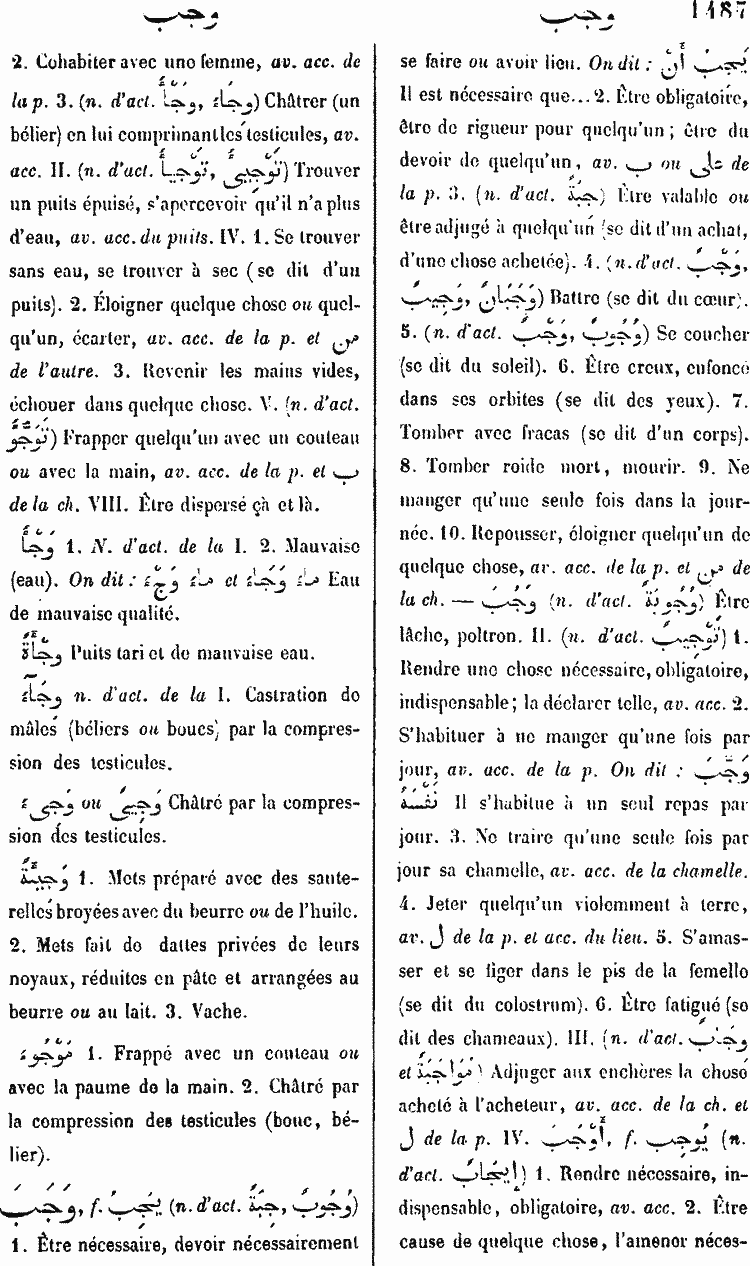 وجب
وجب 1487
2. Cohabiter avec une femme, av. acc. de
la p. 3. (n. d'act. وَجْأٌ, وِجَاءٌ) Châtrer (un
bélier) en lui comprimant les testicules, av.
acc. II. (n. d'act. تَوْجِيئٌ, تَوْجِيأً) Trouver
un puits épuisé, s'apercevoir qu'il n'a plus
d'eau, av. acc. du puits. IV. 1. Se trouver
sans eau, se trouver à sec (se dit d'un
puits). 2. Éloigner quelque chose ou quel-
qu'un, écarter, av. acc. de la p. et من
de l'autre. 3. Revenir les mains vides,
échouer dans quelque chose. V. (n. d'act.
تَوَجُّؤٌ) Frapper quelqu'un avec un couteau
ou avec la main, av. acc. de la p. et ب
de la ch. VIII. Être dispersé çà et là.
وَجْأٌ 1. N. d'act. de la I. 2. Mauvaise
(eau). On dit : ماء وَجْءٌ et ماء وَجَاءٌ Eau
de mauvaise qualité.
وِجْأَةٌ Puits tari et de mauvaise eau.
وِجَآءٌ n. d'act. de la I. Castration de
mâles (béliers ou boucs) par la compres-
sion des testicules.
وَجِىءٌ ou وَجِيئٌ Châtré par la compres-
sion des testicules.
وَجِيئَةٌ 1. Mets préparé avec des saute-
relles broyées avec du beurre ou de l'huile.
2. Mets fait de dattes privées de leurs
noyaux, réduites en pâte et arrangées au
beurre ou au lait. 3. Vache.
مَوْجُوءٌ 1. Frappé avec un couteau ou
avec la paume de la main. 2. Châtré par
la compression des testicules (bouc, bé-
lier).
وَجَبَ, f. يَجِبُ (n. d'act. جِبَةٌ, وُجُوبٌ)
1. Être nécessaire, devoir nécessairement
se faire ou avoir lieu. On dit : يَجِبُ أَنْ
Il est nécessaire que... 2. Être obligatoire,
être de rigueur pour quelqu'un ; être du
devoir de quelqu'un, av. ب ou على de
la p. 3. (n. d'act. جِبَةٌ) Être valable ou
être adjugé à quelqu'un (se dit d'un achat,
d'une chose achetée). 4. (n. d'act. وَجْبٌ,
وَجِيبٌ, وَجَبَانٌ) Battre (se dit du cœur).
5. (n. d'act. وُجُوبٌ, وَجْبٌ) Se coucher
(se dit du soleil). 6. Être creux, enfoncé
dans ses orbites (se dit des yeux). 7.
Tomber avec fracas (se dit d'un corps).
8. Tomber roide mort, mourir. 9. Ne
manger qu'une seule fois dans la jour-
née. 10. Repousser, éloigner quelqu'un de
quelque chose, av. acc. de la p. et من de
la ch. — وَجُبَ (n. d'act. وُجُوبَةٌ) Être
lâche, poltron. II. (n. d'act. تَوْجِيبٌ) 1.
Rendre une chose nécessaire, obligatoire,
indispensable ; la déclarer telle, av. acc. 2.
S'habituer à ne manger qu'une fois par
jour, av. acc. de la p. On dit : وَجَّبَ
نَفْسَهُ Il s'habitue à un seul repas par
jour. 3. Ne traire qu'une seule fois par
jour sa chamelle, av. acc. de la chamelle.
4. Jeter quelqu'un violemment à terre,
av. ل de la p. et acc. du lieu. 5. S'amas-
ser et se figer dans le pis de la femelle
(se dit du colostrum). 6. Être fatigué (se
dit des chameaux). III. (n. d'act. وِجَابٌ
et مُوَاجَبَةٌ) Adjuger aux enchères la chose
acheté à l'acheteur, av. acc. de la ch. et
ل de la p. IV. أَوْجَبَ, f. يُوجِبُ (n.
d'act. إِيجَابٌ) 1. Rendre nécessaire, in-
dispensable, obligatoire, av. acc. 2. Être
cause de quelque chose, l'amener néces-